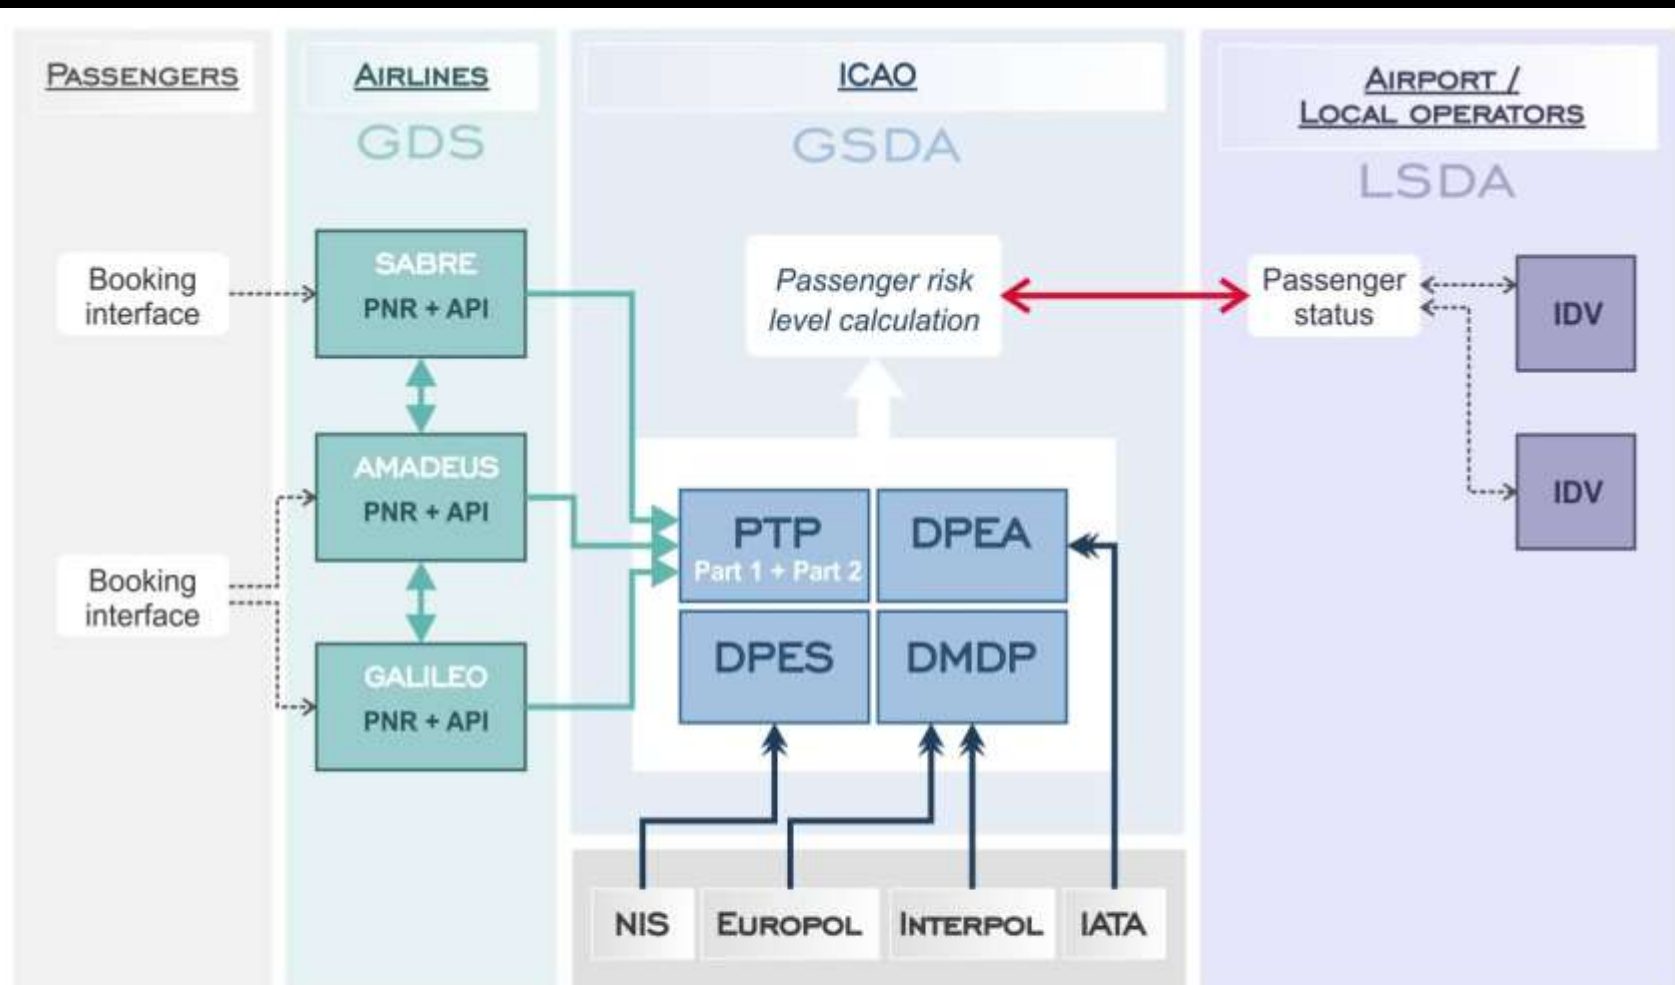 PASSENGERS
AIRLINES
GDS
ICAO
GSDA
AIRPORT /
LOCAL OPERATORS
LSDA
Booking
interface
SABRE
PNR + API
Passenger risk
level calculation
Passenger
status
IDV
AMADEUS
PNR + API
IDV
Booking
interface
PTP
Part 1 + Part 2
DPEA
DPES
DMDP
GALILEO
PNR + API
NIS
EUROPOL
INTERPOL
IATA